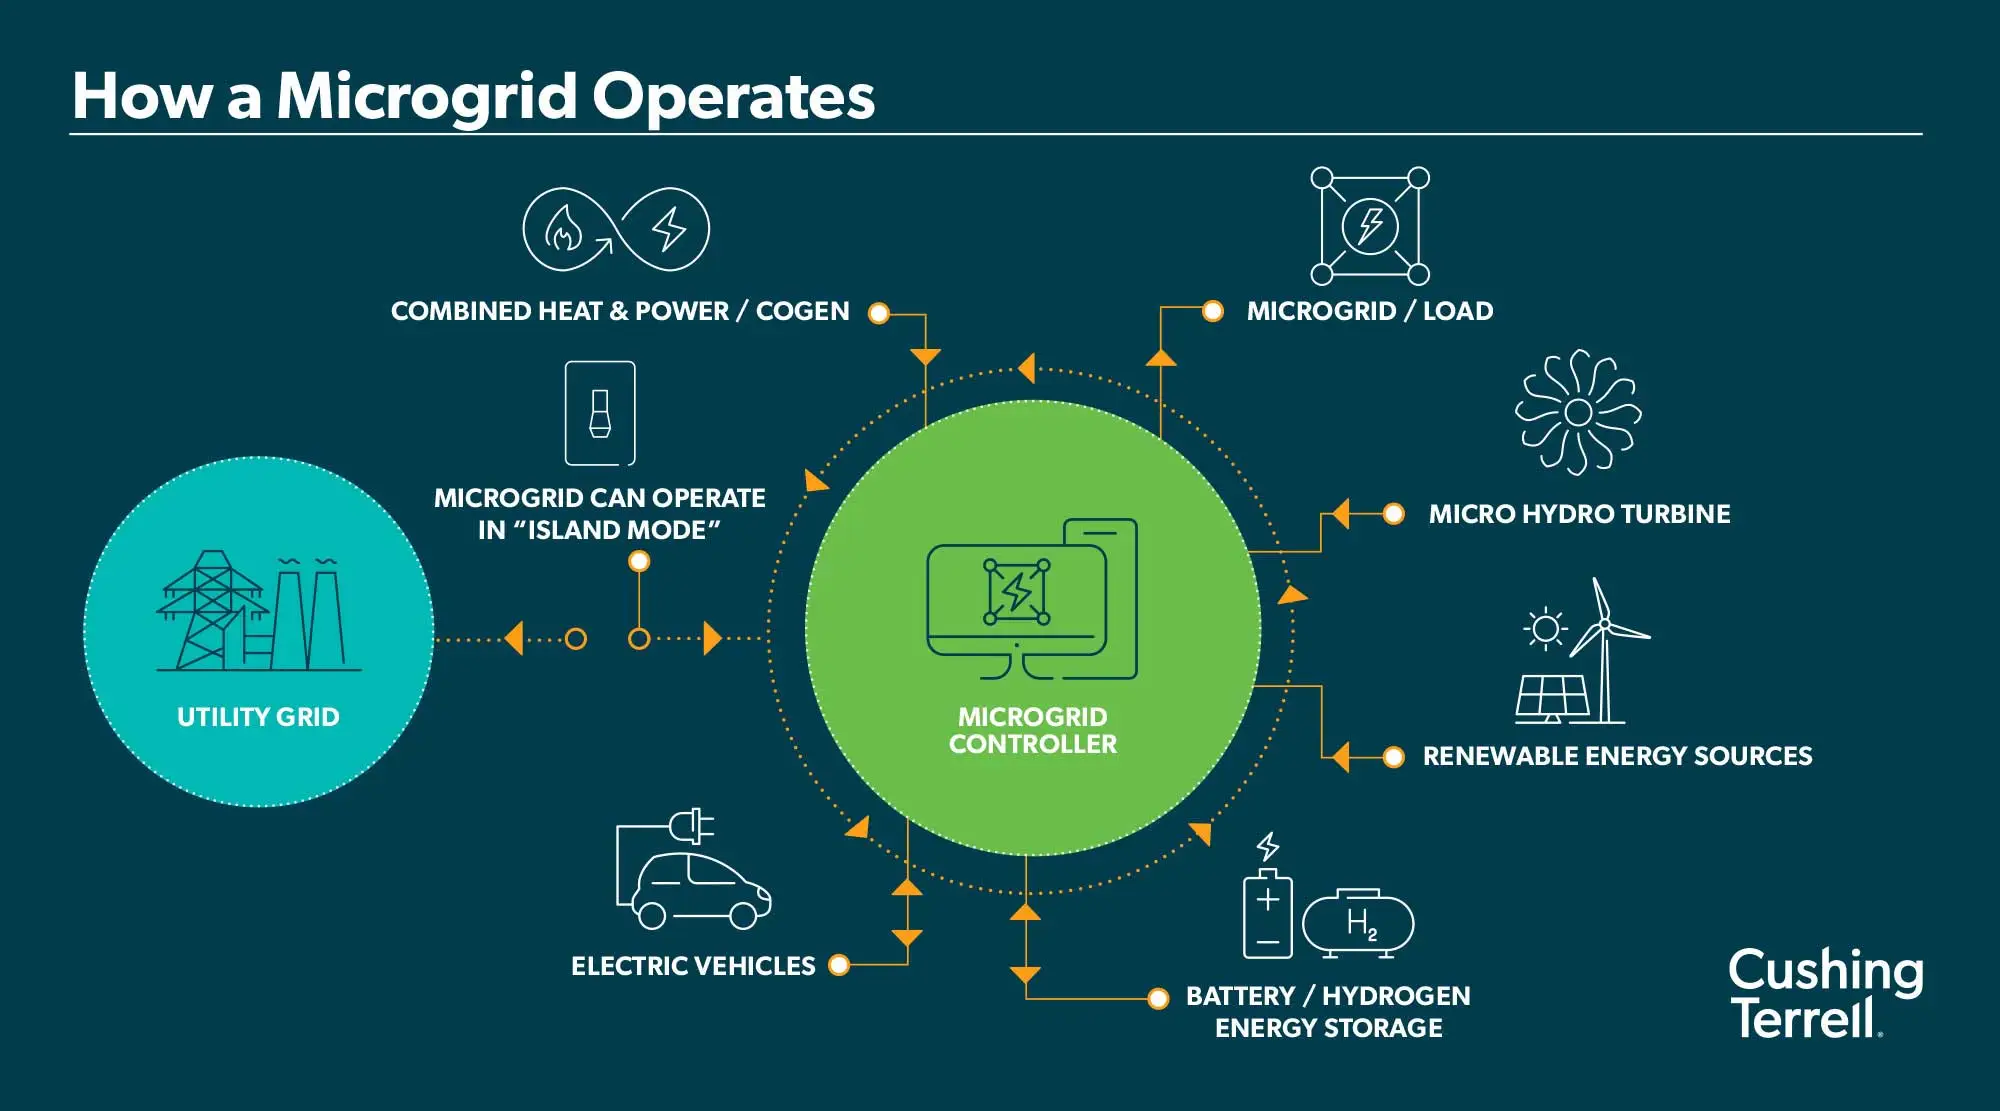 How a Microgrid Operates
COMBINED HEAT & POWER / COGEN
MICROGRID / LOAD
MICROGRID CAN OPERATE
IN “ISLAND MODE”
MICRO HYDRO TURBINE
UTILITY GRID
MICROGRID
CONTROLLER
RENEWABLE ENERGY SOURCES
ELECTRIC VEHICLES
H2
BATTERY / HYDROGEN
ENERGY STORAGE
Cushing
Terrell®